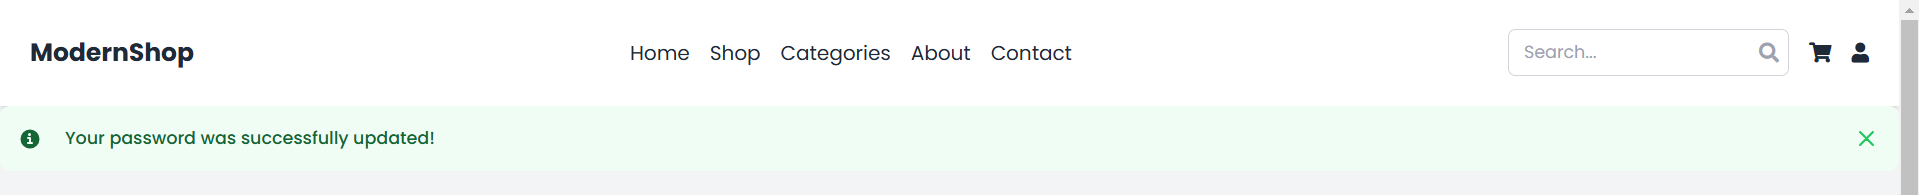 ModernShop
Home Shop Categories About Contact
Search...
Your password was successfully updated!